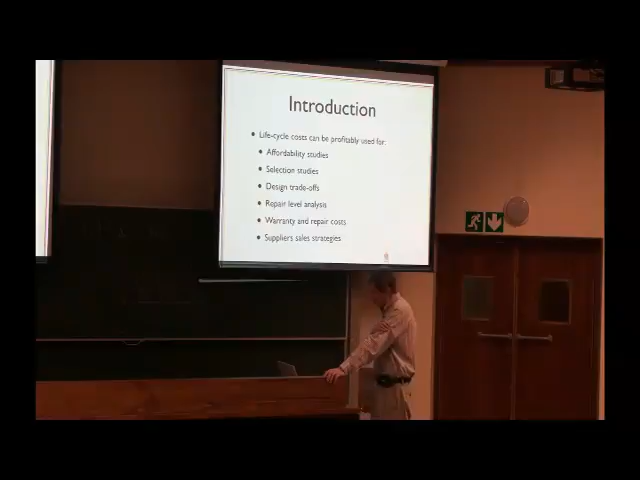 Introduction
• Life-cycle costs can be profitably used for:
• Affordability studies
• Selection studies
• Design trade-offs
• Repair level analysis
• Warranty and repair costs
• Suppliers sales strategies